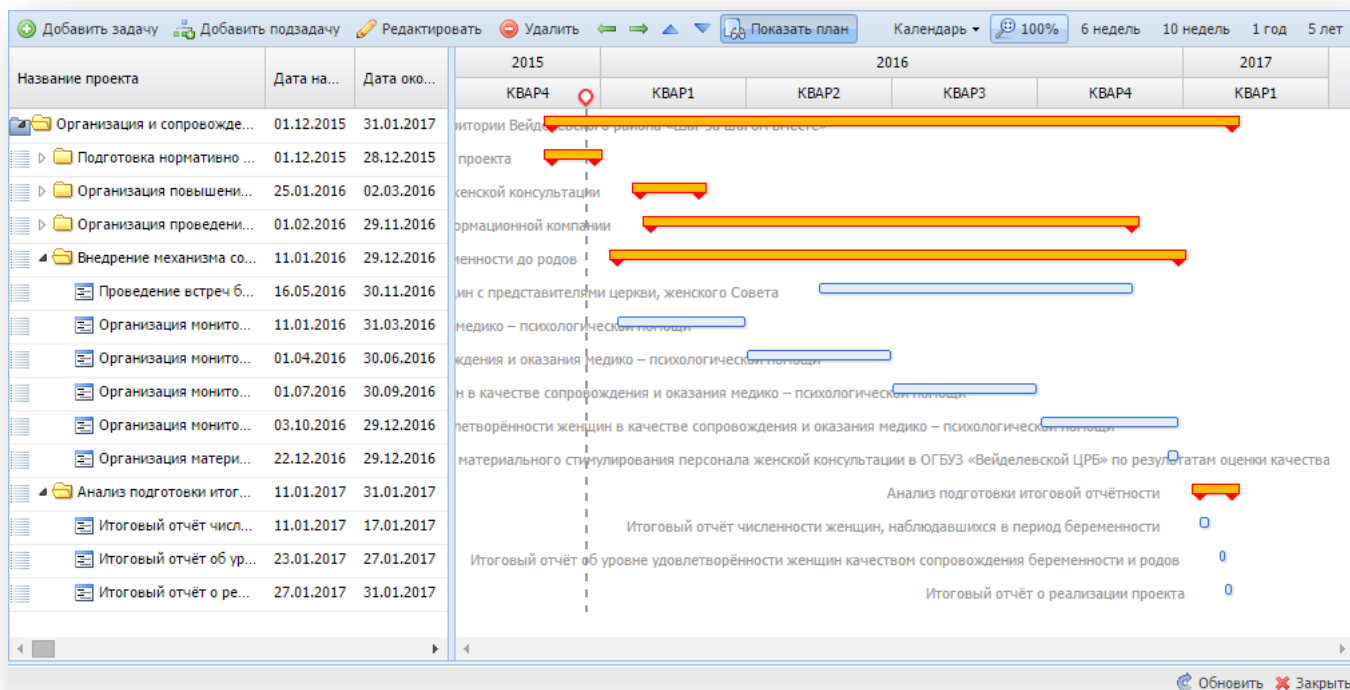 Добавить задачу Добавить подзадачу Редактировать Удалить Показать план Календарь 100% 6 недель 10 недель 1 год 5 лет
Название проекта Дата на... Дата око... 2015 2016 2017
КВАР4 КВАР1 КВАР2 КВАР3 КВАР4 КВАР1
Организация и сопровожде... 01.12.2015 31.01.2017 ритории Вейделевского района «Шаг за шагом вместе»
Подготовка нормативно ... 01.12.2015 28.12.2015 проекта
Организация повышени... 25.01.2016 02.03.2016 женской консультации
Организация проведени... 01.02.2016 29.11.2016 ормационной компании
Внедрение механизма со... 11.01.2016 29.12.2016 менности до родов
Проведение встреч б... 16.05.2016 30.11.2016 ин с представителями церкви, женского Совета
Организация монито... 11.01.2016 31.03.2016 медико – психологической помощи
Организация монито... 01.04.2016 30.06.2016 ждения и оказания медико – психологической помощи
Организация монито... 01.07.2016 30.09.2016 н в качестве сопровождения и оказания медико – психологической помощи
Организация монито... 03.10.2016 29.12.2016 летворённости женщин в качестве сопровождения и оказания медико – психологической помощи
Организация матери... 22.12.2016 29.12.2016 материального стимулирования персонала женской консультации в ОГБУЗ «Вейделевской ЦРБ» по результатам оценки качества
Анализ подготовки итог... 11.01.2017 31.01.2017 Анализ подготовки итоговой отчётности
Итоговый отчёт числ... 11.01.2017 17.01.2017 Итоговый отчёт численности женщин, наблюдавшихся в период беременности
Итоговый отчёт об ур... 23.01.2017 27.01.2017 Итоговый отчёт об уровне удовлетворённости женщин качеством сопровождения беременности и родов
Итоговый отчёт о ре... 27.01.2017 31.01.2017 Итоговый отчёт о реализации проекта
Обновить Закрыть